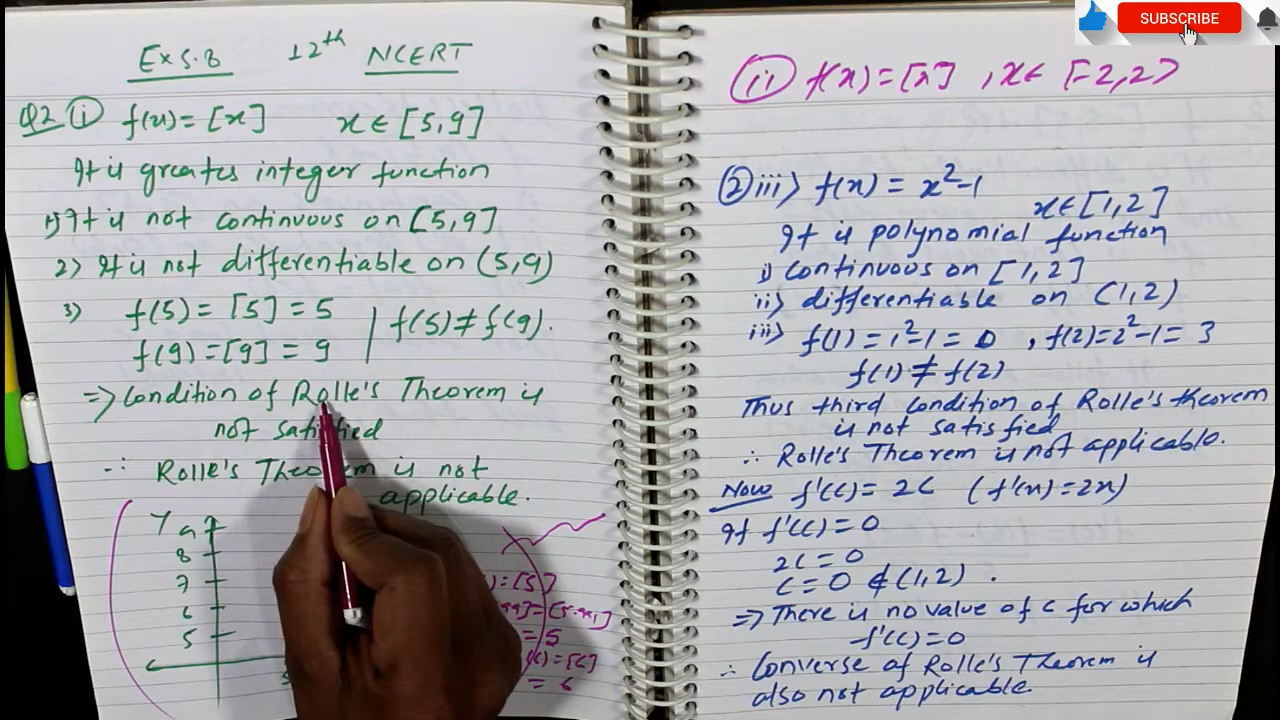 Ex 5.8 12th NCERT
Q2 i f(x) = [x] x ∈ [5,9]
It is greates integer function
1) It is not continuous on [5,9]
2) It is not differentiable on (5,9)
3) f(5) = [5] = 5
f(9) = [9] = 9
f(5) ≠ f(9).
⇒ Condition of Rolle's Theorem is
not satisfied
∴ Rolle's Theorem is not
applicable.
Y 9
8
7
6
5
= [5]
= 5
= [6]
= 6
SUBSCRIBE
ii f(x) = [x] , x ∈ [-2,2]
2 iii) f(x) = x²-1
x ∈ [1,2]
It is polynomial function
i) continuous on [1,2]
ii) differentiable on (1,2)
iii) f(1) = 1²-1 = 0 , f(2) = 2²-1 = 3
f(1) ≠ f(2)
Thus third condition of Rolle's theorem
is not satisfied
∴ Rolle's Theorem is not applicable.
Now f'(c) = 2c (f'(x) = 2x)
If f'(c) = 0
2c = 0
c = 0 ∉ (1,2) .
⇒ There is no value of c for which
f'(c) = 0
∴ Converse of Rolle's Theorem is
also not applicable.